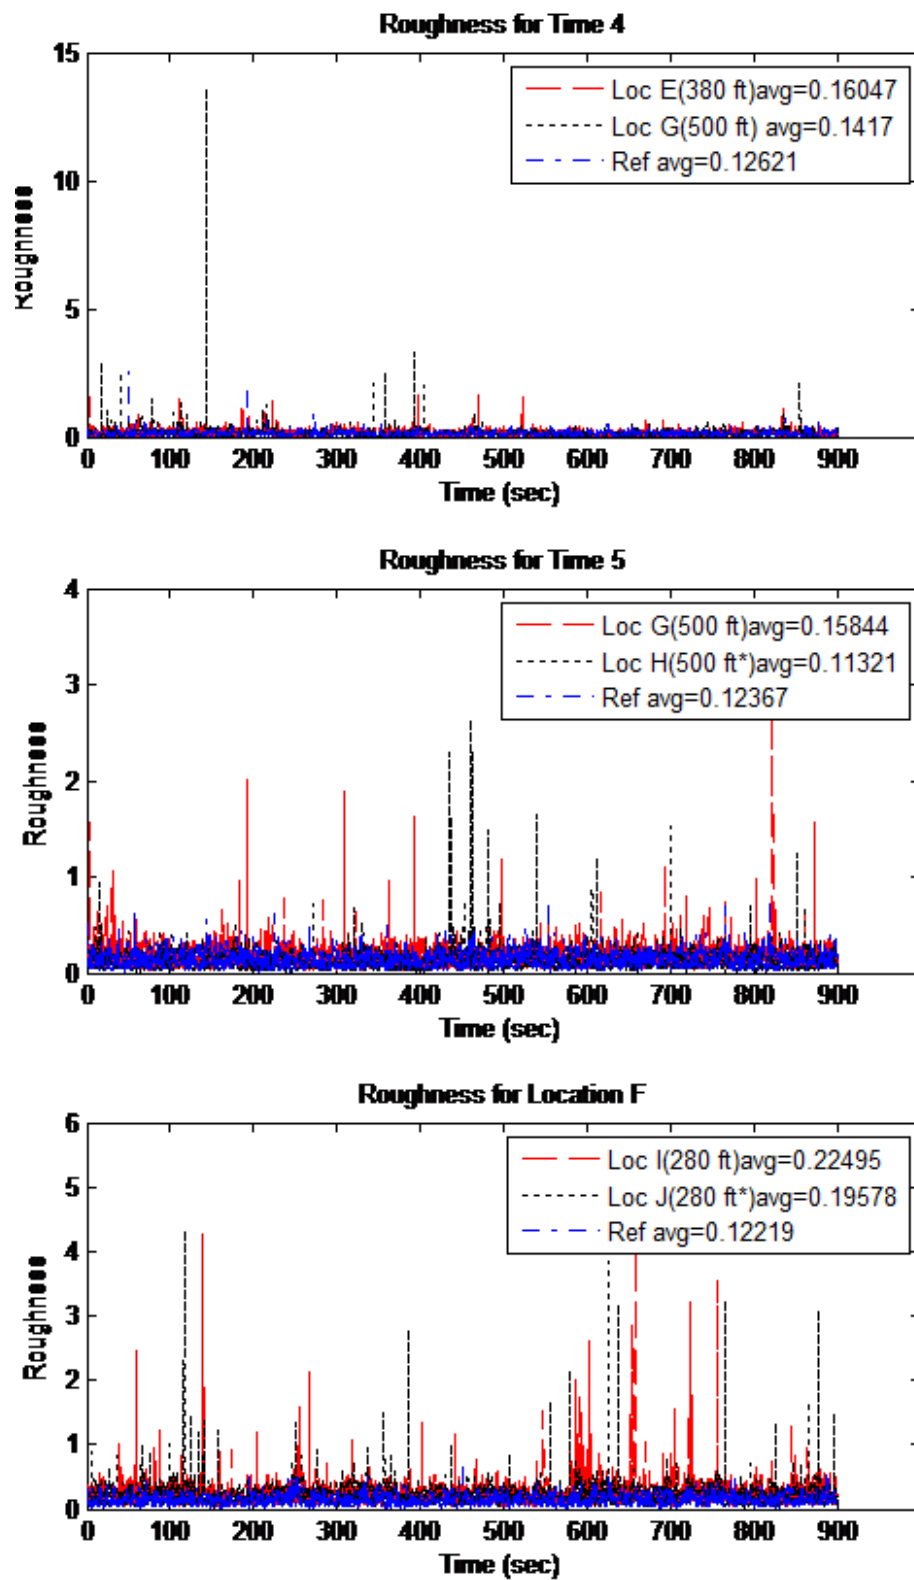 Roughness for Time 4
15
Loc E(380 ft)avg=0.16047
Loc G(500 ft) avg=0.1417
Ref avg=0.12621
10
Roughness
5
0
0 100 200 300 400 500 600 700 800 900
Time (sec)
Roughness for Time 5
4
Loc G(500 ft)avg=0.15844
Loc H(500 ft*)avg=0.11321
Ref avg=0.12367
3
2
Roughness
1
0
0 100 200 300 400 500 600 700 800 900
Time (sec)
Roughness for Location F
6
Loc I(280 ft)avg=0.22495
Loc J(280 ft*)avg=0.19578
Ref avg=0.12219
5
4
3
Roughness
2
1
0
0 100 200 300 400 500 600 700 800 900
Time (sec)